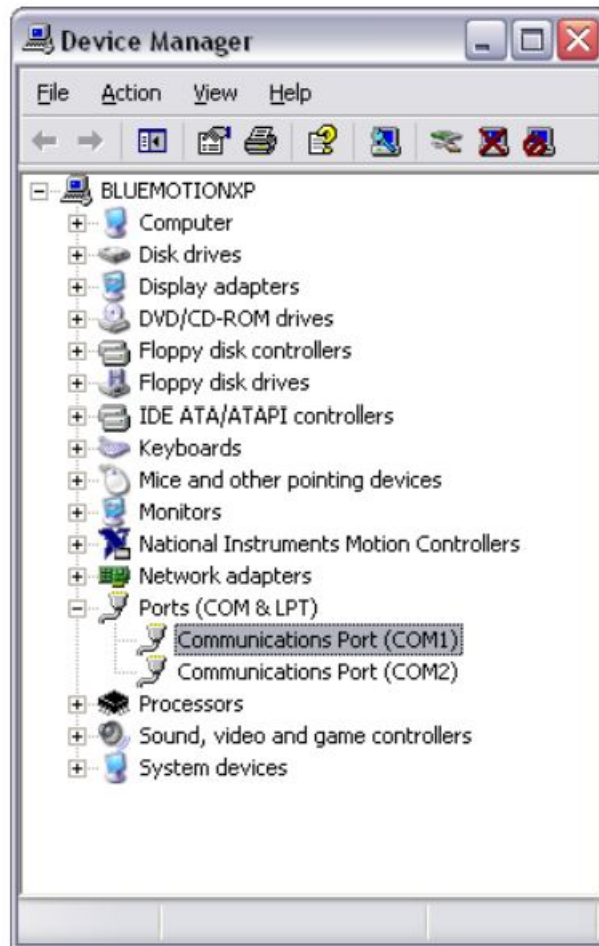 Device Manager
File Action View Help
BLUEMOTIONXP
Computer
Disk drives
Display adapters
DVD/CD-ROM drives
Floppy disk controllers
Floppy disk drives
IDE ATA/ATAPI controllers
Keyboards
Mice and other pointing devices
Monitors
National Instruments Motion Controllers
Network adapters
Ports (COM & LPT)
Communications Port (COM1)
Communications Port (COM2)
Processors
Sound, video and game controllers
System devices